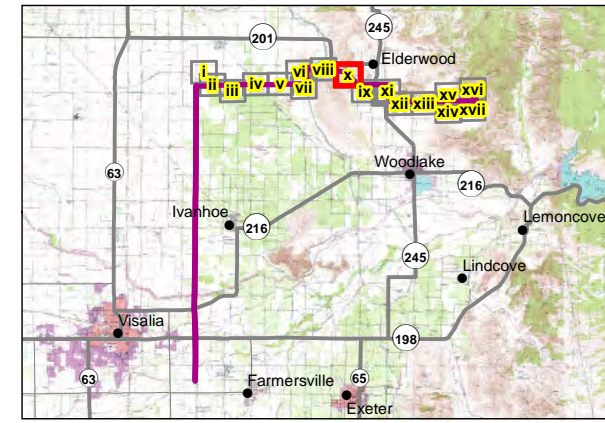 245
201
Elderwood
i
vi
viii
x
ii
iii
iv
v
vii
ix
xi
xv
xvi
xii
xiii
xiv
xvii
63
Woodlake
216
Ivanhoe
216
Lemoncove
245
Lindcove
Visalia
198
63
Farmersville
65
Exeter